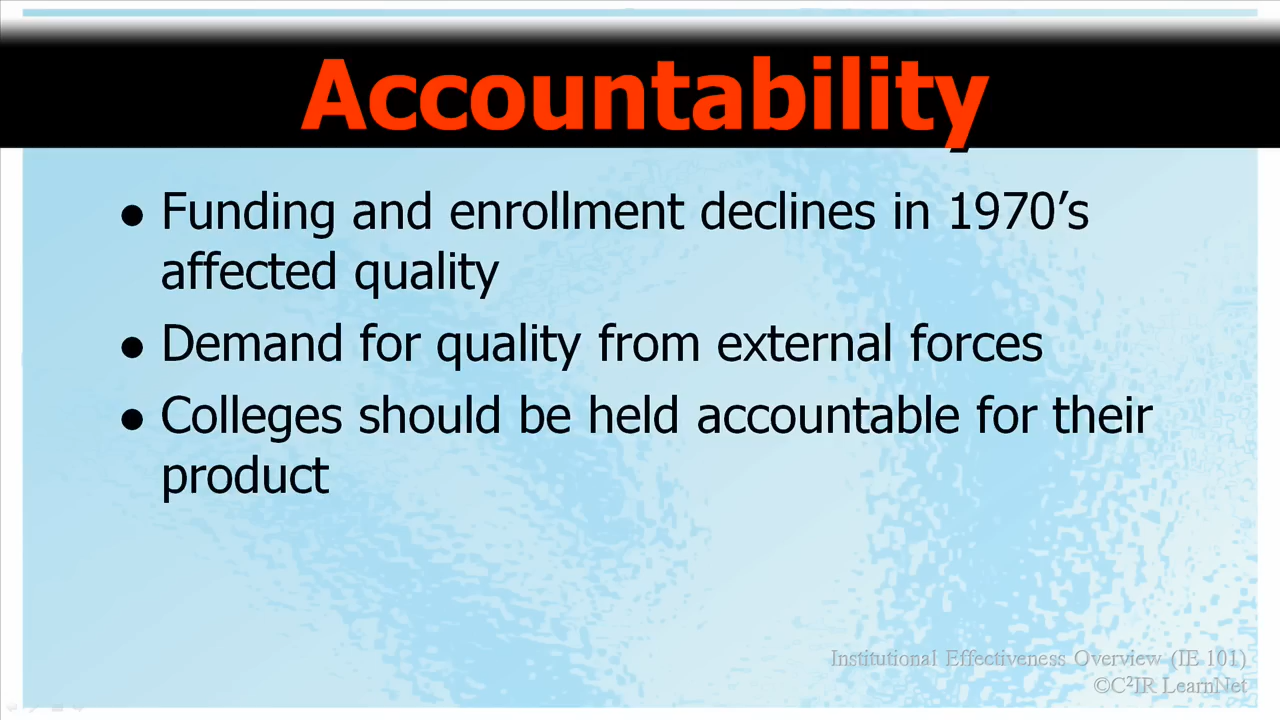 Accountability
● Funding and enrollment declines in 1970’s
affected quality
● Demand for quality from external forces
● Colleges should be held accountable for their
product
Institutional Effectiveness Overview (IE 101)
©C²IR LearnNet